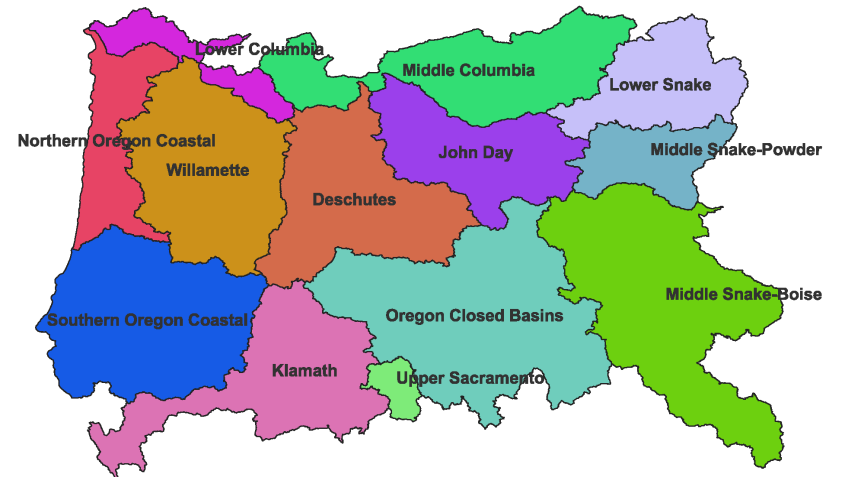 Lower Columbia
Middle Columbia
Lower Snake
Northern Oregon Coastal
Willamette
John Day
Middle Snake-Powder
Deschutes
Middle Snake-Boise
Southern Oregon Coastal
Oregon Closed Basins
Klamath
Upper Sacramento